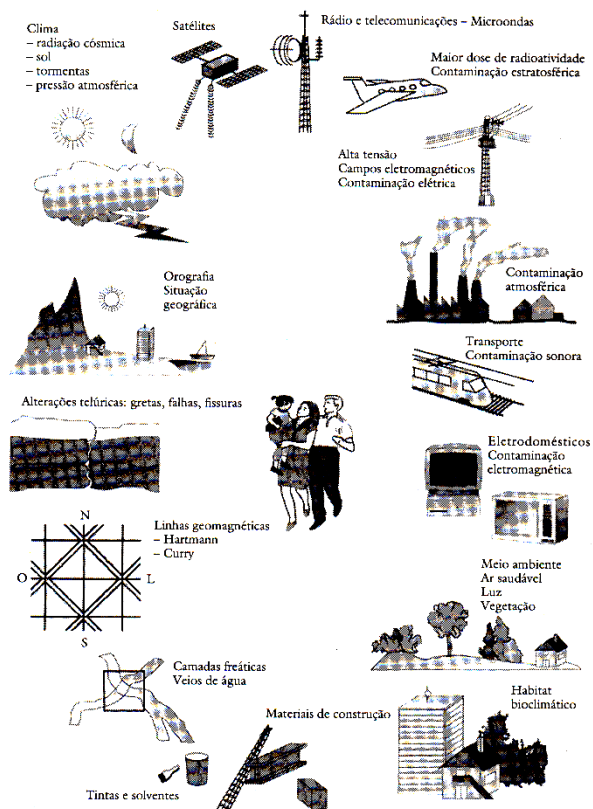 Clima
– radiação cósmica
– sol
– tormentas
– pressão atmosférica
Satélites
Rádio e telecomunicações – Microondas
Maior dose de radioatividade
Contaminação estratosférica
Alta tensão
Campos eletromagnéticos
Contaminação elétrica
Orografia
Situação
geográfica
Contaminação
atmosférica
Transporte
Contaminação sonora
Alterações telúricas: gretas, falhas, fissuras
Eletrodomésticos
Contaminação
eletromagnética
N
O
L
S
Linhas geomagnéticas
– Hartmann
– Curry
Meio ambiente
Ar saudável
Luz
Vegetação
Camadas freáticas
Veios de água
Materiais de construção
Habitat
bioclimático
Tintas e solventes